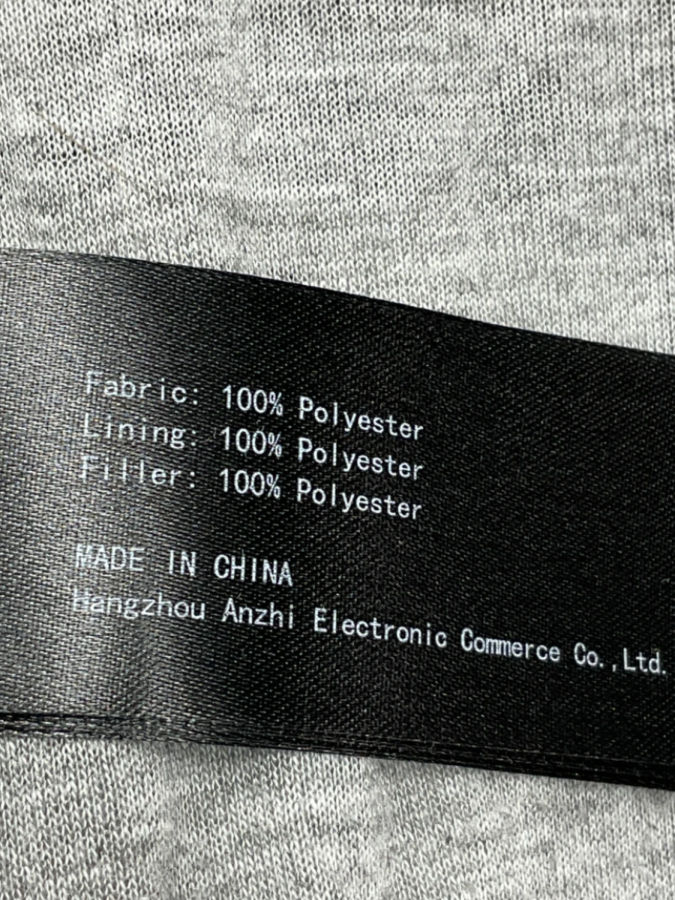 Fabric: 100% Polyester
Lining: 100% Polyester
Filler: 100% Polyester
MADE IN CHINA
Hangzhou Anzhi Electronic Commerce Co.,Ltd.